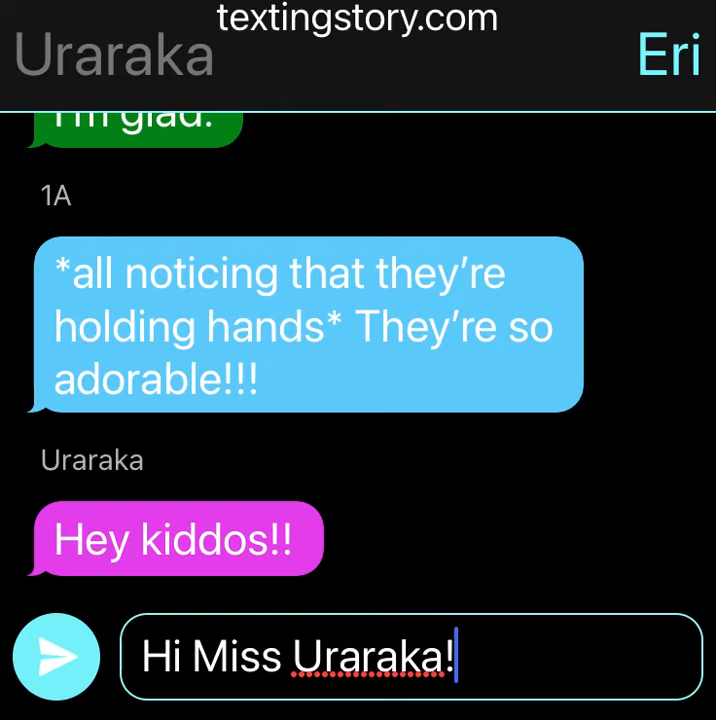 textingstory.com
Uraraka
Eri
I'm glad.
1A
*all noticing that they’re
holding hands* They’re so
adorable!!!
Uraraka
Hey kiddos!!
Hi Miss Uraraka!